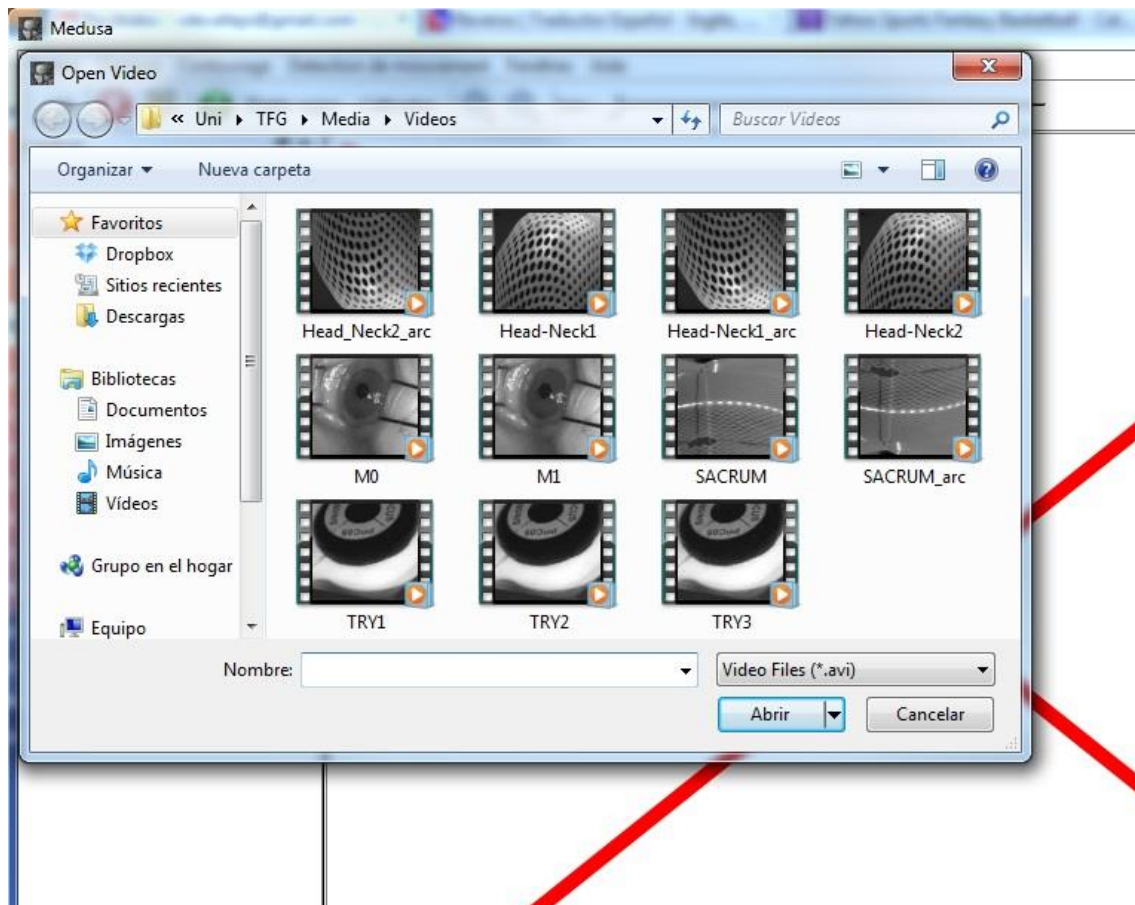 Medusa
Open Video
« Uni ▸ TFG ▸ Media ▸ Videos
Buscar Videos
Organizar
Nueva carpeta
Favoritos
Dropbox
Sitios recientes
Descargas
Bibliotecas
Documentos
Imágenes
Música
Vídeos
Grupo en el hogar
Equipo
Head_Neck2_arc
Head-Neck1
Head-Neck1_arc
Head-Neck2
M0
M1
SACRUM
SACRUM_arc
TRY1
TRY2
TRY3
Nombre:
Video Files (*.avi)
Abrir
Cancelar